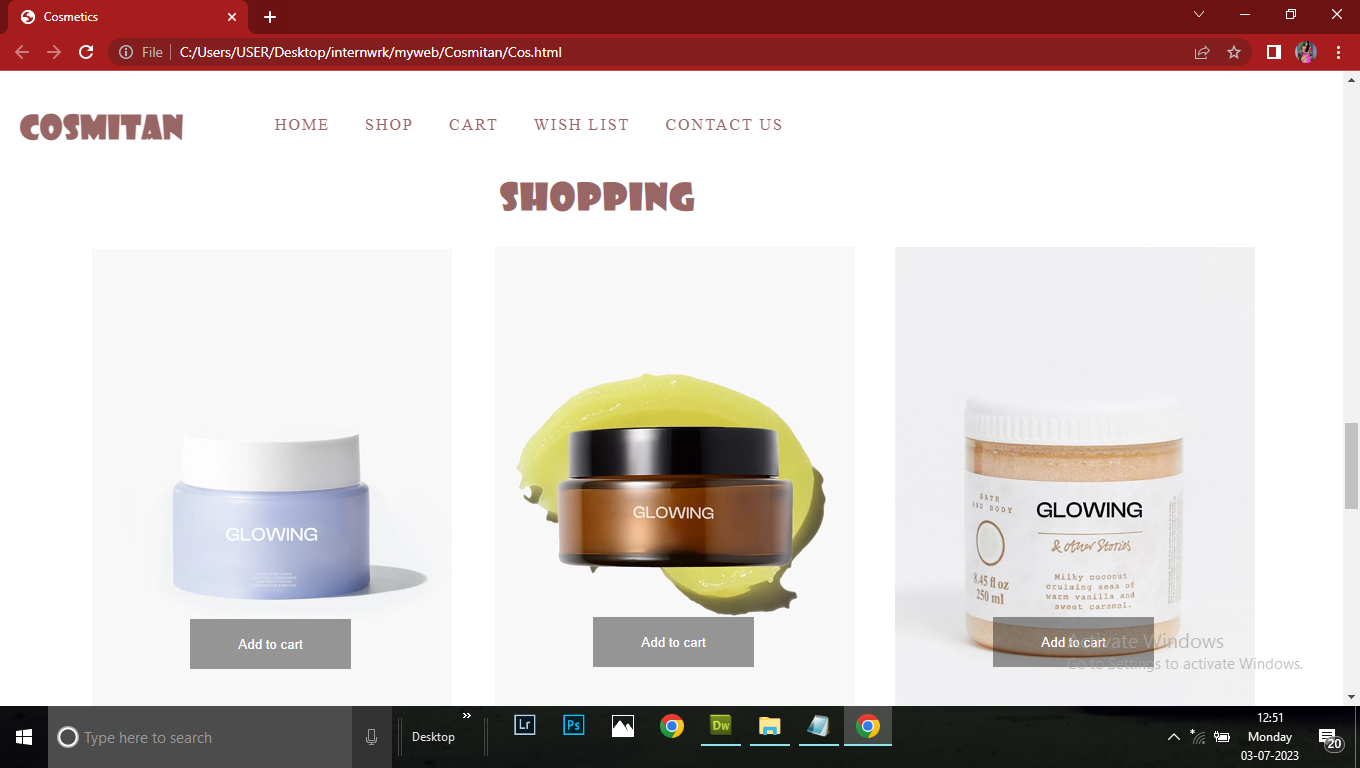 Cosmetics
File
C:/Users/USER/Desktop/internwrk/myweb/Cosmitan/Cos.html
COSMITAN
HOME SHOP CART WISH LIST CONTACT US
SHOPPING
GLOWING
Add to cart
GLOWING
Add to cart
BATH
AND BODY
GLOWING
& other Stories
8.45 fl oz
250 ml
Milky coconut
cruising seas of
warm vanilla and
sweet caramel.
Add to cart
Activate Windows
Go to Settings to activate Windows.
Type here to search
Desktop
»
Lr
Ps
Dw
12:51
Monday
03-07-2023
20